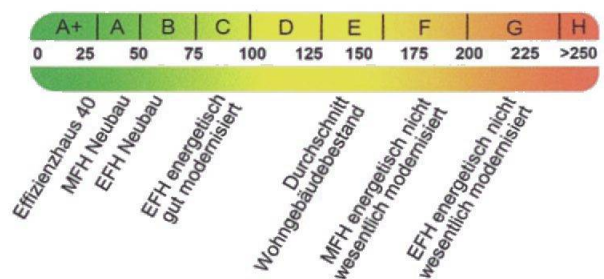 A+ A B C D E F G H
0 25 50 75 100 125 150 175 200 225 >250
Effizienzhaus 40
MFH Neubau
EFH Neubau
EFH energetisch
gut modernisiert
Durchschnitt
Wohngebäudebestand
MFH energetisch nicht
wesentlich modernisiert
EFH energetisch nicht
wesentlich modernisiert